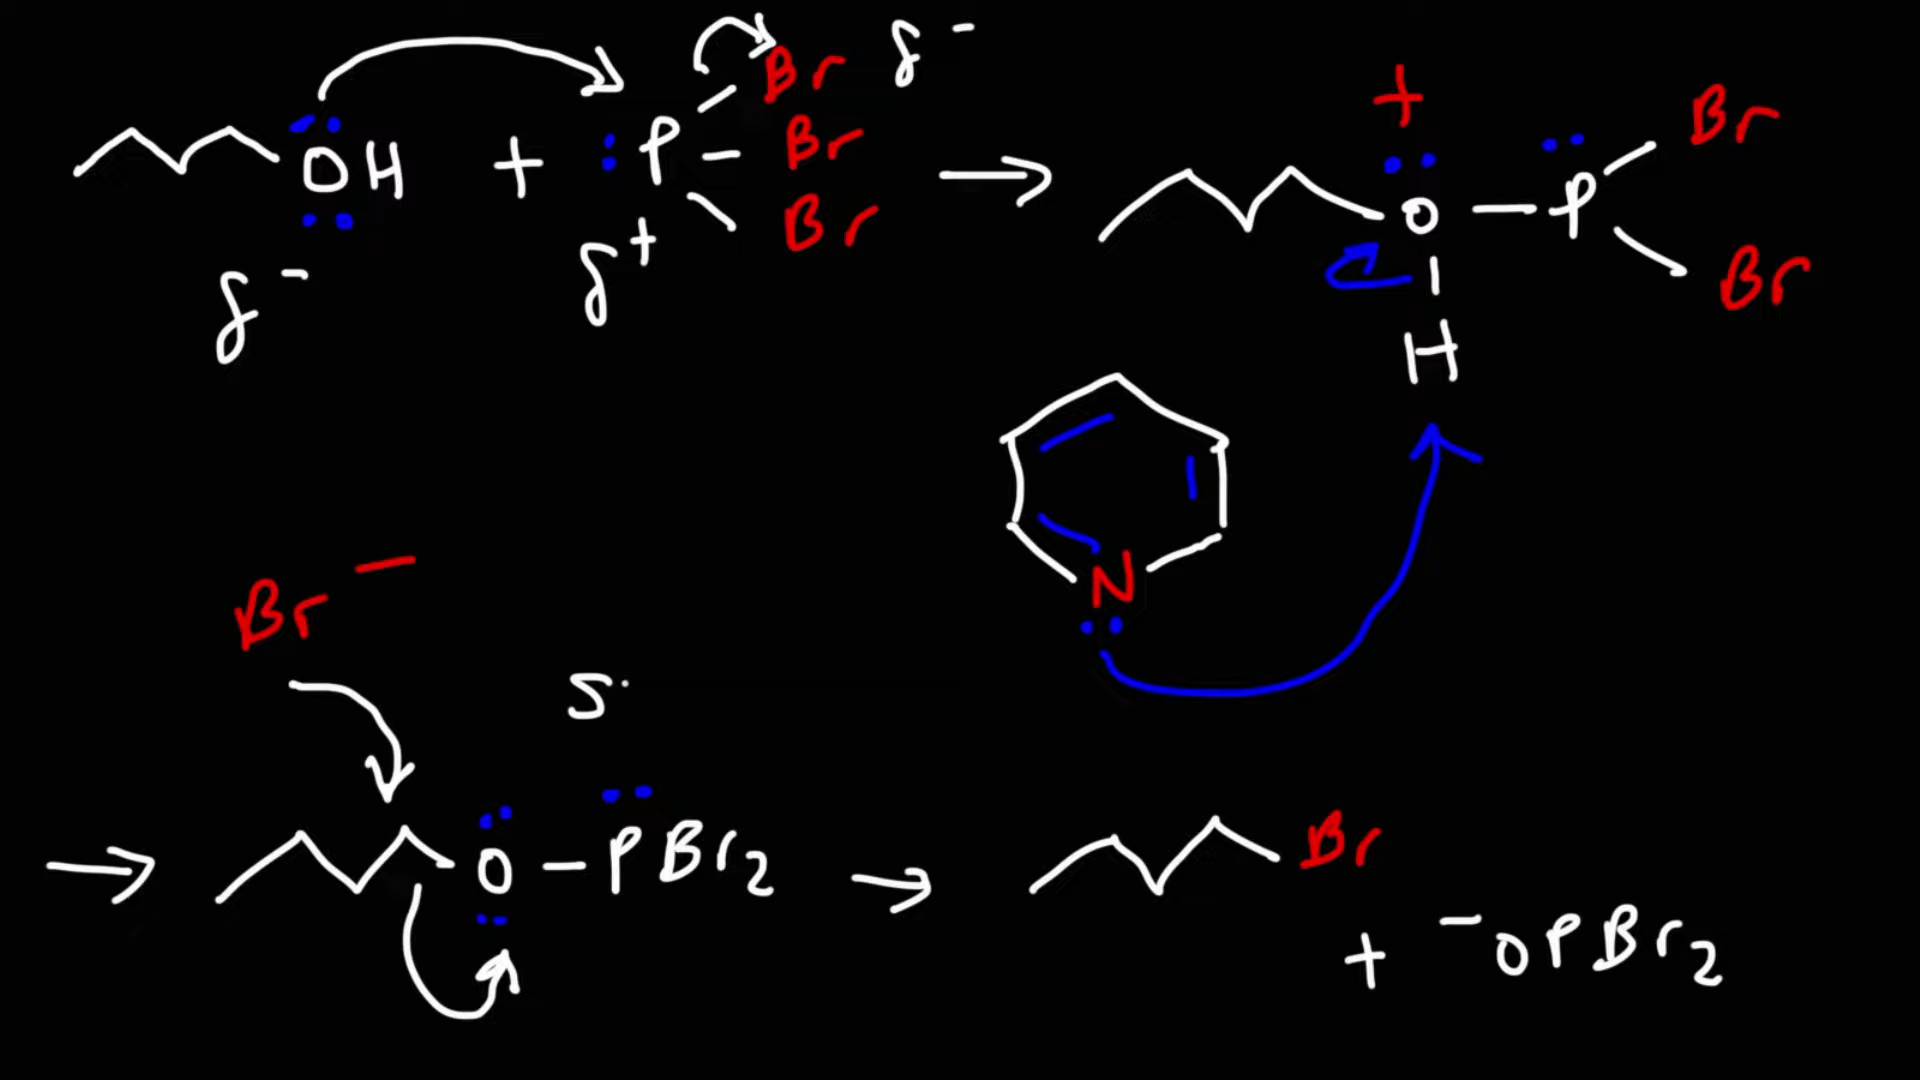 Br δ-
OH + :P - Br → + O - P Br
δ- Br Br
δ+ H
N
Br -
S
→ O - PBr2 → Br
+ -OPBr2